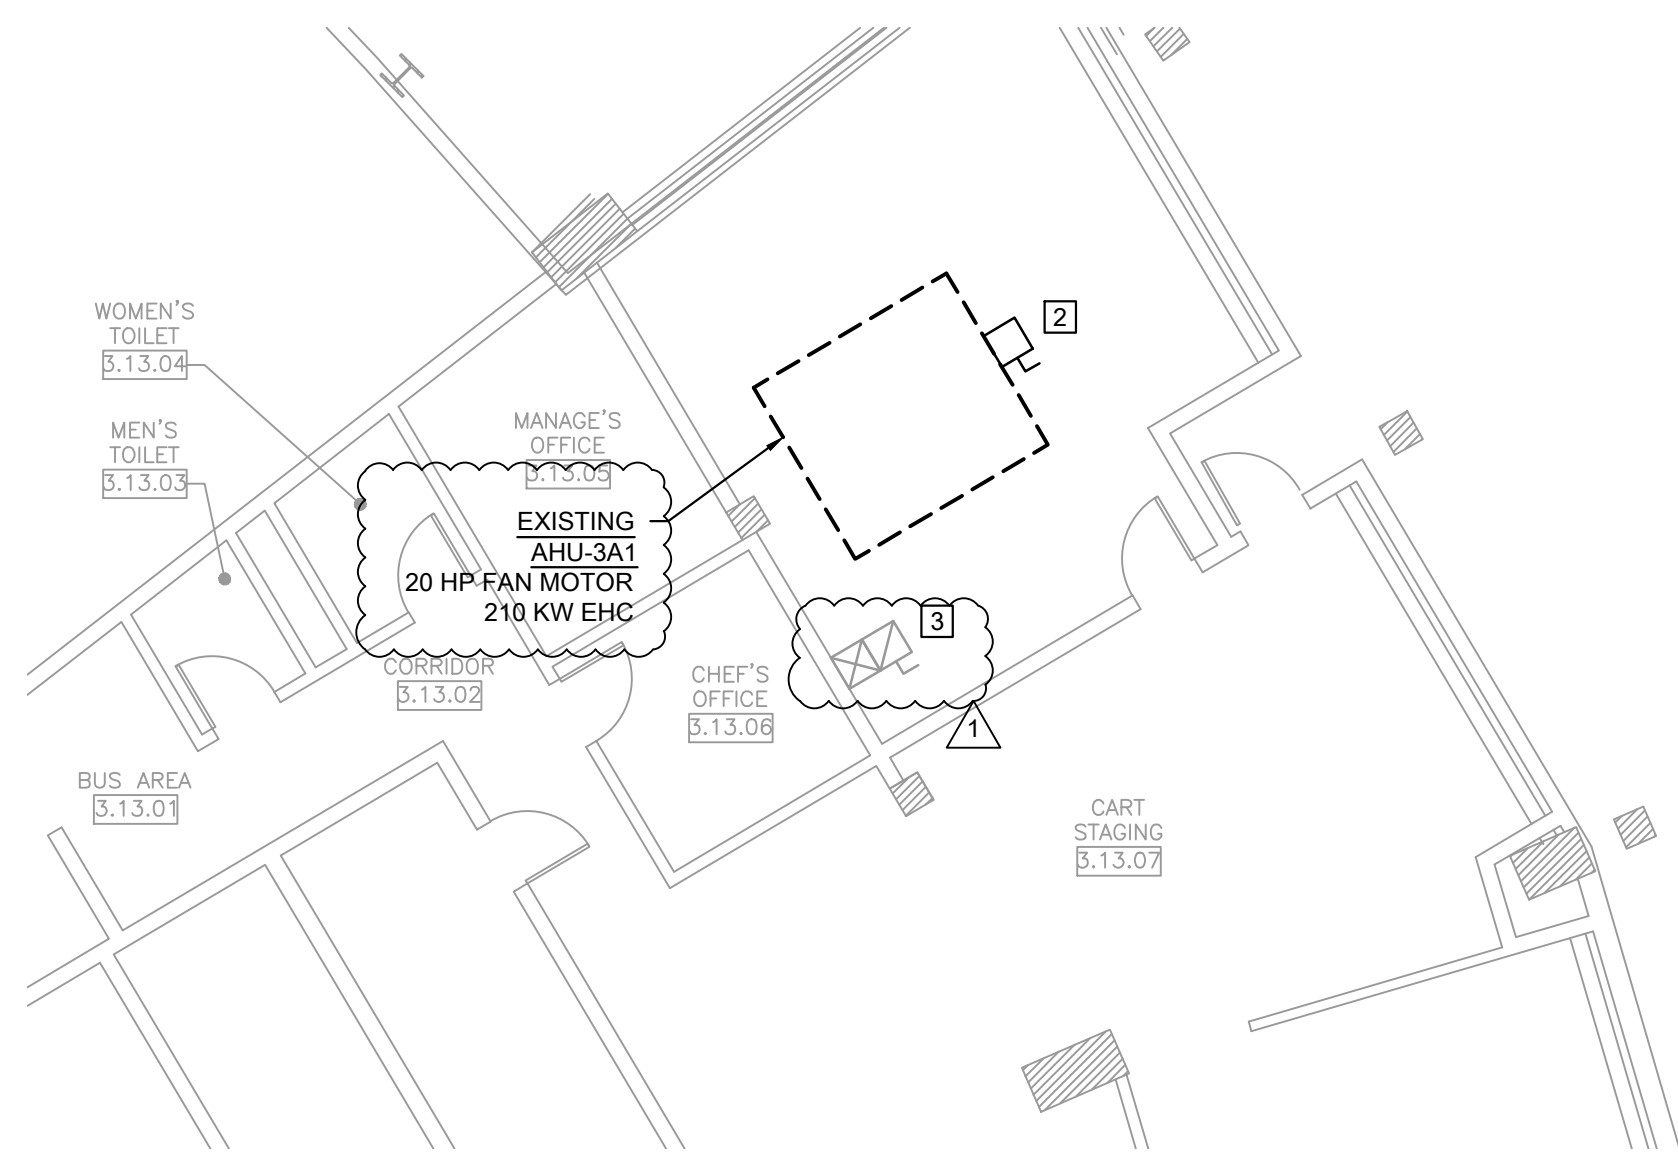 WOMEN'S
TOILET
3.13.04
MEN'S
TOILET
3.13.03
MANAGE'S
OFFICE
3.13.05
2
EXISTING
AHU-3A1
20 HP FAN MOTOR
210 KW EHC
3
CORRIDOR
3.13.02
CHEF'S
OFFICE
3.13.06
1
BUS AREA
3.13.01
CART
STAGING
3.13.07